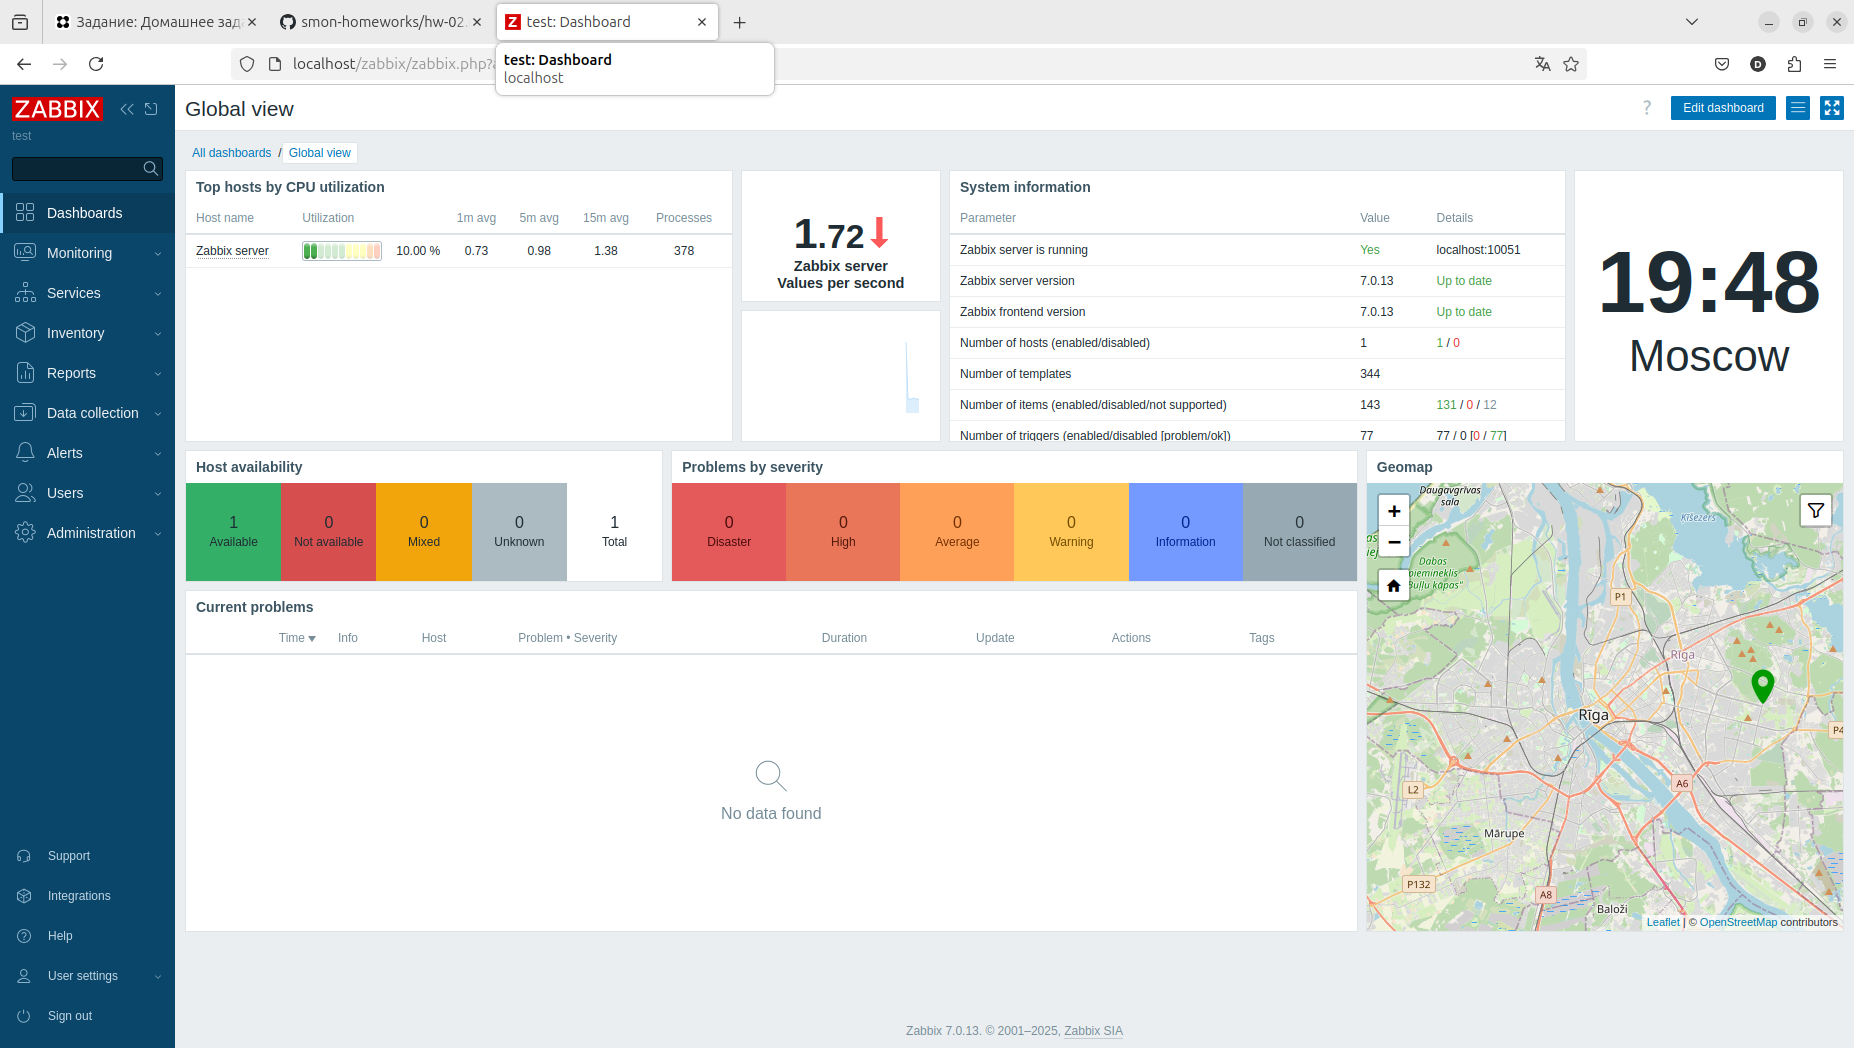 Задание: Домашнее зад
smon-homeworks/hw-02.
test: Dashboard
localhost/zabbix/zabbix.php?a
test: Dashboard
localhost
D
ZABBIX
test
Dashboards
Monitoring
Services
Inventory
Reports
Data collection
Alerts
Users
Administration
Support
Integrations
Help
User settings
Sign out
Global view
? Edit dashboard
All dashboards / Global view
Top hosts by CPU utilization
Host name Utilization 1m avg 5m avg 15m avg Processes
Zabbix server 10.00 % 0.73 0.98 1.38 378
1.72
Zabbix server
Values per second
System information
Parameter Value Details
Zabbix server is running Yes localhost:10051
Zabbix server version 7.0.13 Up to date
Zabbix frontend version 7.0.13 Up to date
Number of hosts (enabled/disabled) 1 1 / 0
Number of templates 344
Number of items (enabled/disabled/not supported) 143 131 / 0 / 12
Number of triggers (enabled/disabled [problem/ok]) 77 77 / 0 [0 / 77]
19:48
Moscow
Host availability
1 0 0 0 1
Available Not available Mixed Unknown Total
Problems by severity
0 0 0 0 0 0
Disaster High Average Warning Information Not classified
Current problems
Time Info Host Problem • Severity Duration Update Actions Tags
No data found
Geomap
+
−
Daugavgrīvas
sala
Ķīšezers
Dabas
piemineklis
"Buļļu kāpas"
P1
Rīga
Rīga
P4
A6
L2
Mārupe
P132
A8
Baloži
Leaflet | © OpenStreetMap contributors
Zabbix 7.0.13. © 2001–2025, Zabbix SIA